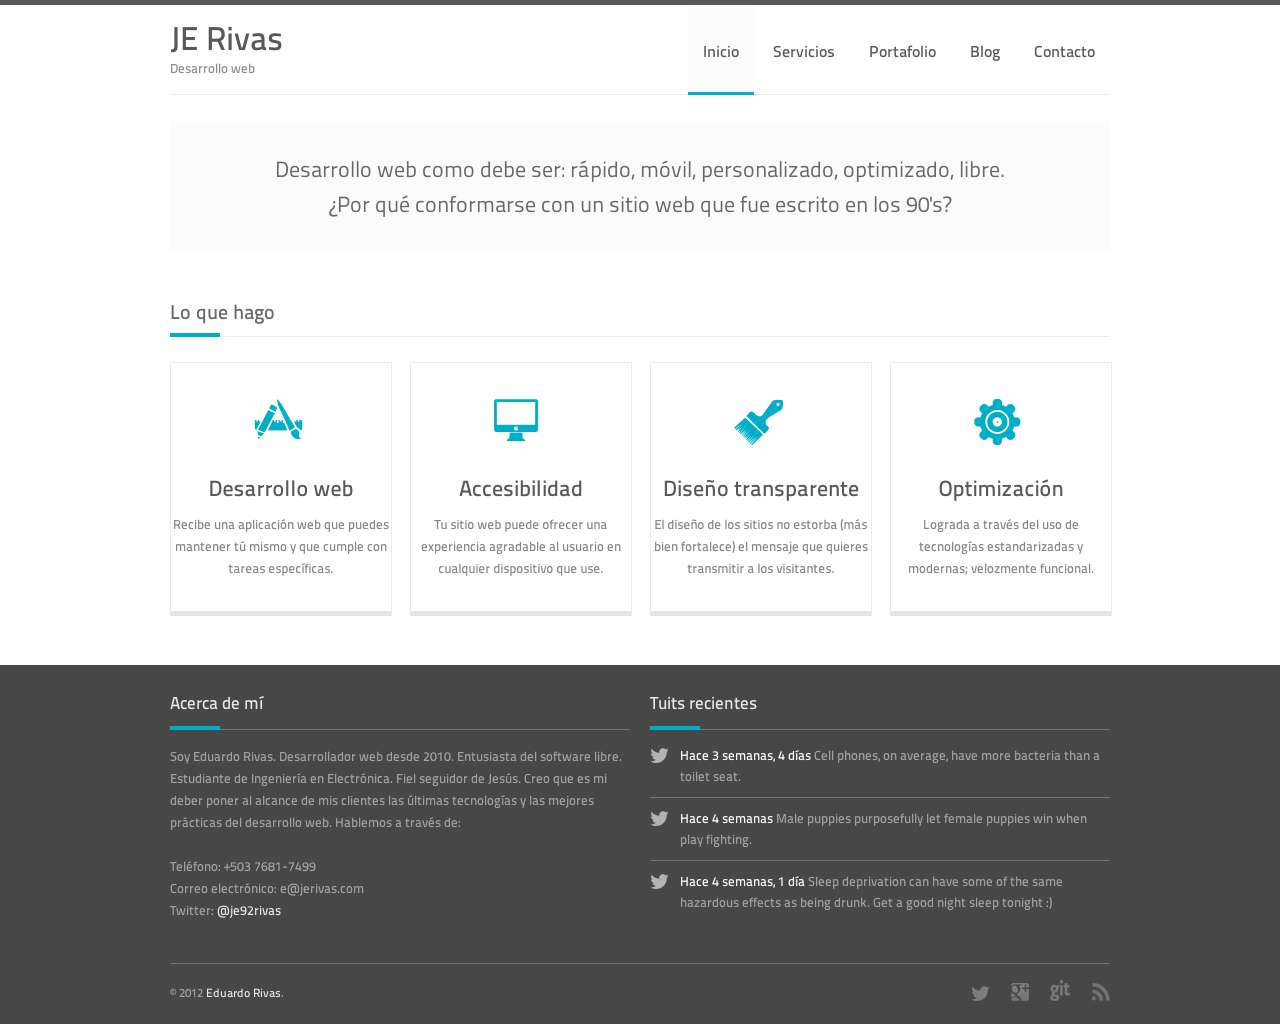 JE Rivas
Desarrollo web
Inicio
Servicios
Portafolio
Blog
Contacto
Desarrollo web como debe ser: rápido, móvil, personalizado, optimizado, libre.
¿Por qué conformarse con un sitio web que fue escrito en los 90's?
Lo que hago
Desarrollo web
Recibe una aplicación web que puedes
mantener tú mismo y que cumple con
tareas específicas.
Accesibilidad
Tu sitio web puede ofrecer una
experiencia agradable al usuario en
cualquier dispositivo que use.
Diseño transparente
El diseño de los sitios no estorba (más
bien fortalece) el mensaje que quieres
transmitir a los visitantes.
Optimización
Lograda a través del uso de
tecnologías estandarizadas y
modernas; velozmente funcional.
Acerca de mí
Soy Eduardo Rivas. Desarrollador web desde 2010. Entusiasta del software libre.
Estudiante de Ingeniería en Electrónica. Fiel seguidor de Jesús. Creo que es mi
deber poner al alcance de mis clientes las últimas tecnologías y las mejores
prácticas del desarrollo web. Hablemos a través de:
Teléfono: +503 7681-7499
Correo electrónico: e@jerivas.com
Twitter: @je92rivas
Tuits recientes
Hace 3 semanas, 4 días Cell phones, on average, have more bacteria than a
toilet seat.
Hace 4 semanas Male puppies purposefully let female puppies win when
play fighting.
Hace 4 semanas, 1 día Sleep deprivation can have some of the same
hazardous effects as being drunk. Get a good night sleep tonight :)
© 2012 Eduardo Rivas.
git